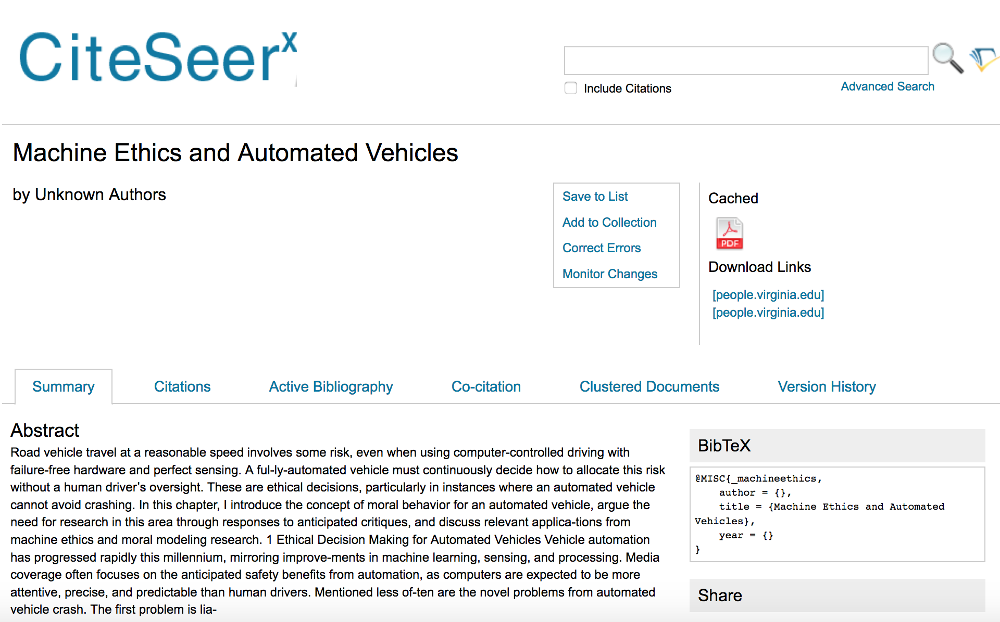 CiteSeerx
Include Citations
Advanced Search
Machine Ethics and Automated Vehicles
by Unknown Authors
Save to List
Add to Collection
Correct Errors
Monitor Changes
Cached
PDF
Download Links
[people.virginia.edu]
[people.virginia.edu]
Summary
Citations
Active Bibliography
Co-citation
Clustered Documents
Version History
Abstract
Road vehicle travel at a reasonable speed involves some risk, even when using computer-controlled driving with
failure-free hardware and perfect sensing. A ful-ly-automated vehicle must continuously decide how to allocate this risk
without a human driver’s oversight. These are ethical decisions, particularly in instances where an automated vehicle
cannot avoid crashing. In this chapter, I introduce the concept of moral behavior for an automated vehicle, argue the
need for research in this area through responses to anticipated critiques, and discuss relevant applica-tions from
machine ethics and moral modeling research. 1 Ethical Decision Making for Automated Vehicles Vehicle automation
has progressed rapidly this millennium, mirroring improve-ments in machine learning, sensing, and processing. Media
coverage often focuses on the anticipated safety benefits from automation, as computers are expected to be more
attentive, precise, and predictable than human drivers. Mentioned less of-ten are the novel problems from automated
vehicle crash. The first problem is lia-
BibTeX
@MISC{_machineethics,
author = {},
title = {Machine Ethics and Automated
Vehicles},
year = {}
}
Share